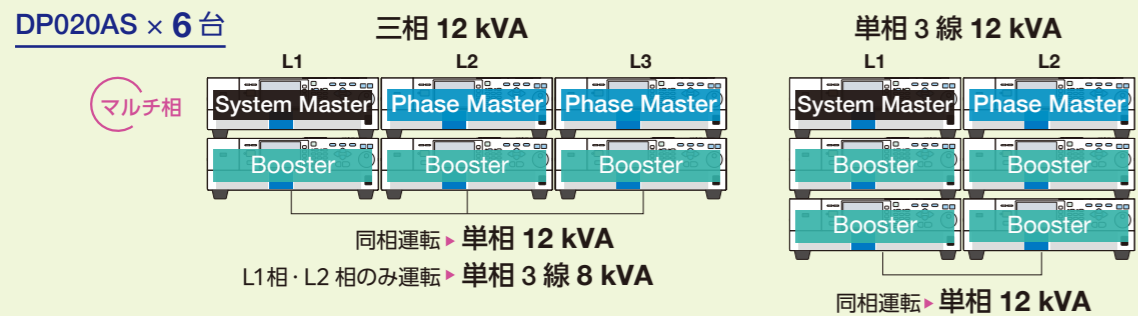 DP020AS × 6 台
マルチ相
三相 12 kVA
L1 L2 L3
System Master Phase Master Phase Master
Booster Booster Booster
同相運転▶単相 12 kVA
L1相・L2 相のみ運転▶単相 3 線 8 kVA
単相 3 線 12 kVA
L1 L2
System Master Phase Master
Booster Booster
Booster Booster
同相運転▶単相 12 kVA